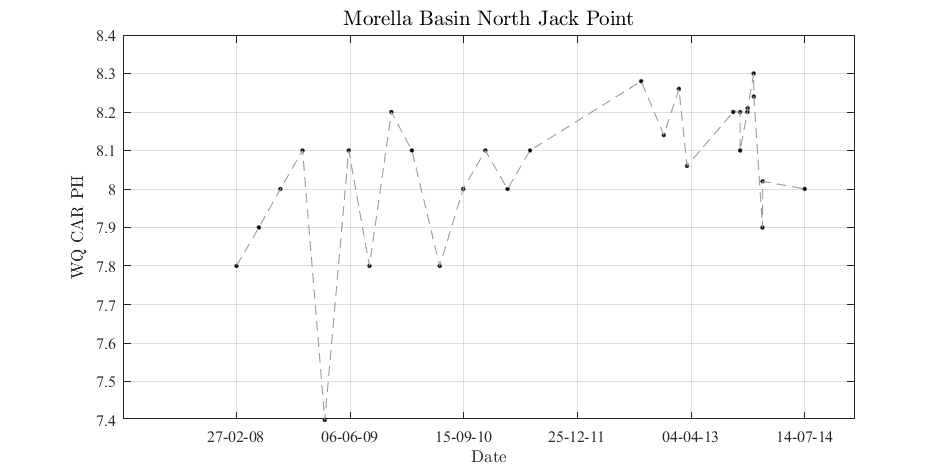 Morella Basin North Jack Point
8.4
8.3
8.2
8.1
8
7.9
7.8
7.7
7.6
7.5
7.4
WQ CAR PH
27-02-08 06-06-09 15-09-10 25-12-11 04-04-13 14-07-14
Date